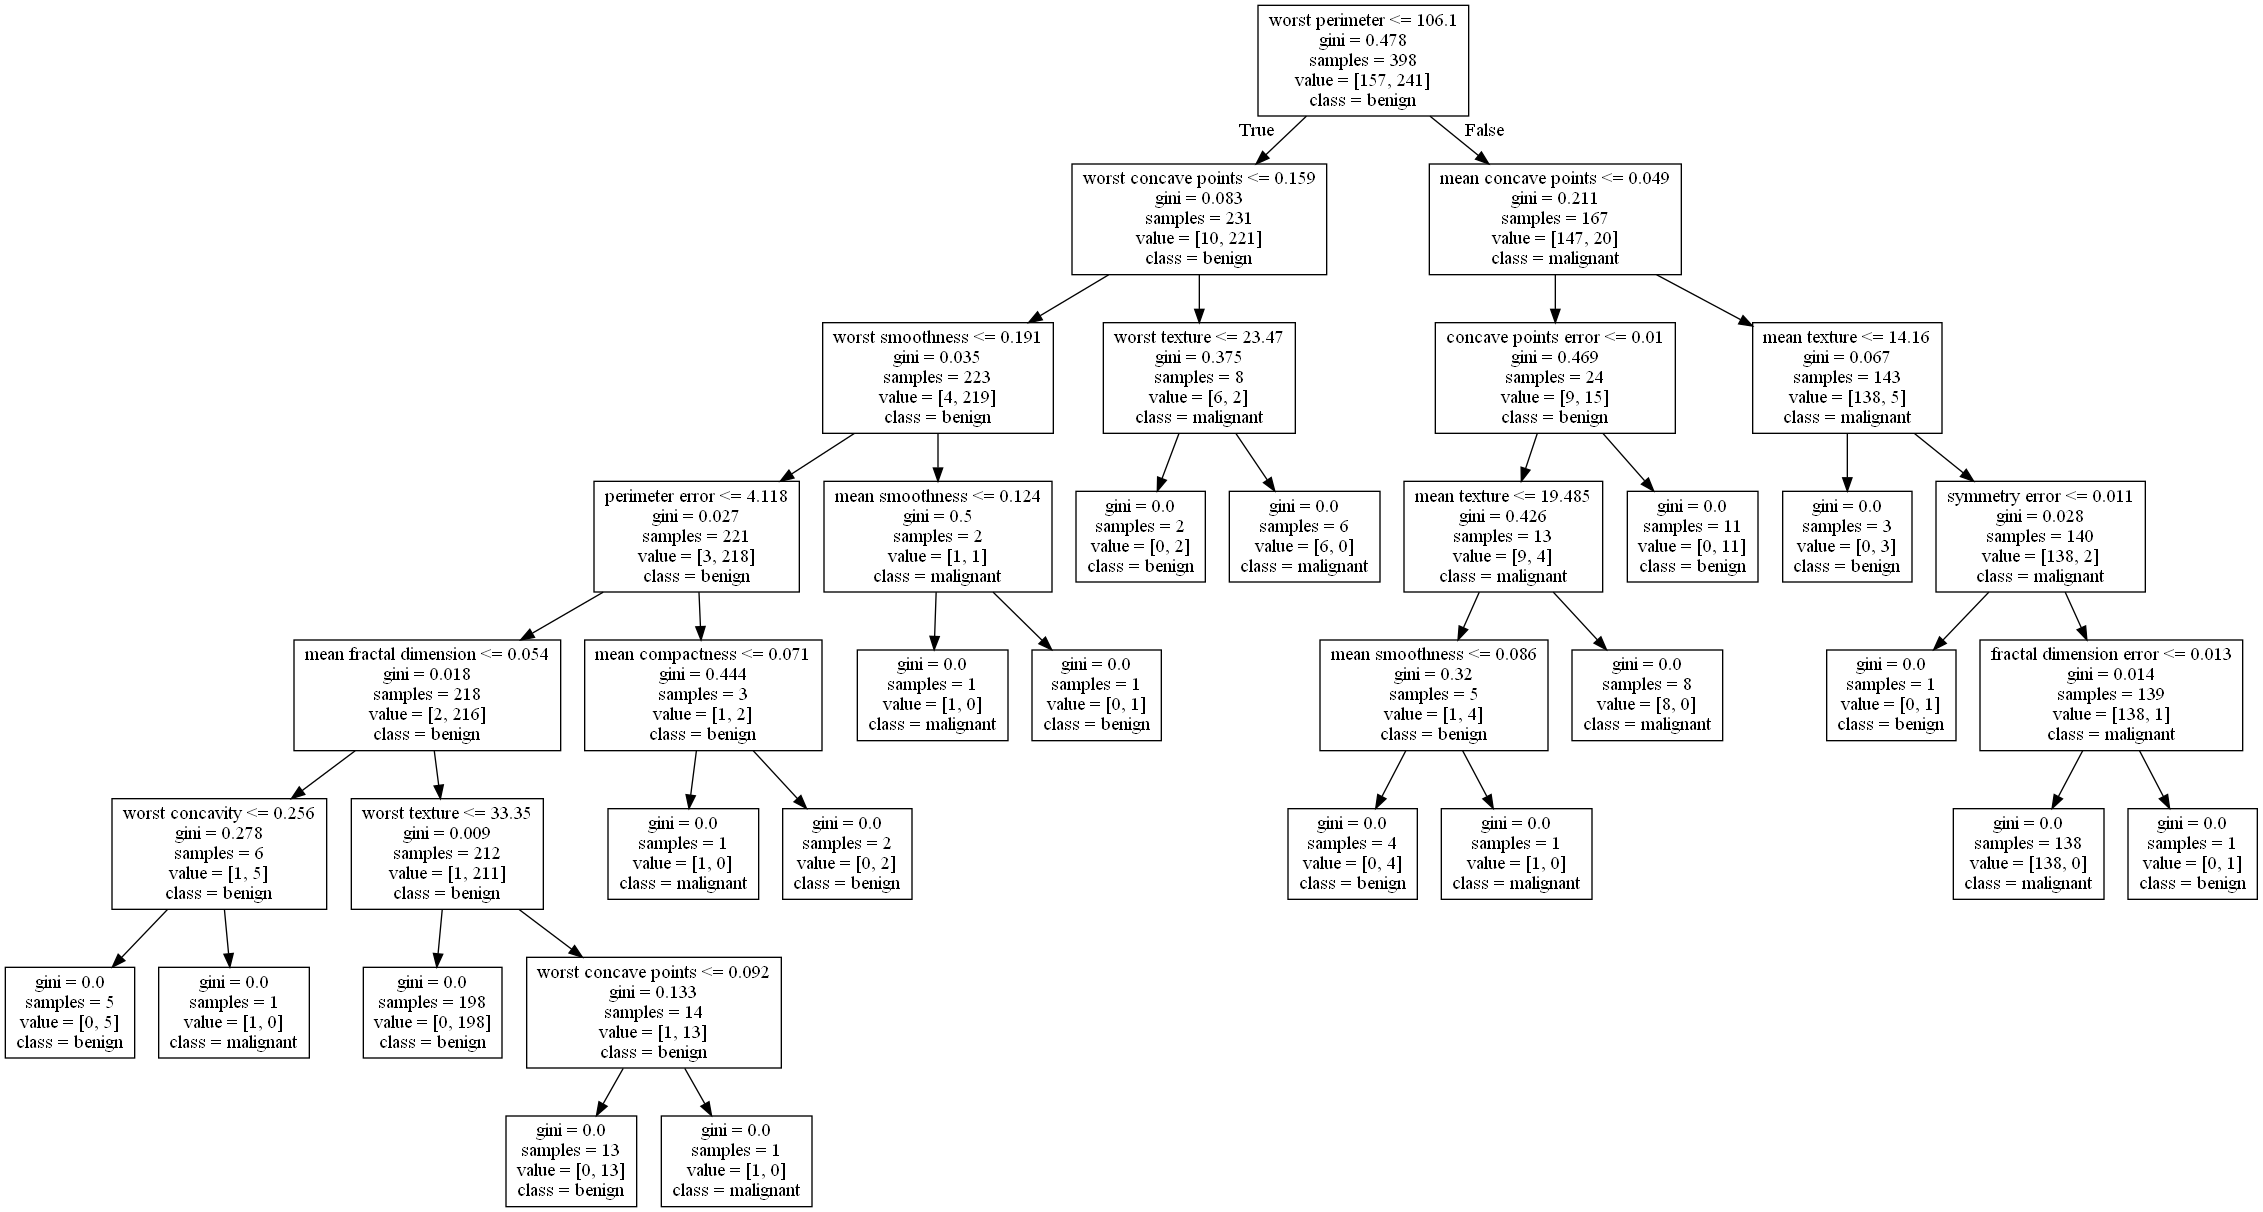 worst perimeter <= 106.1
gini = 0.478
samples = 398
value = [157, 241]
class = benign
True
False
worst concave points <= 0.159
gini = 0.083
samples = 231
value = [10, 221]
class = benign
mean concave points <= 0.049
gini = 0.211
samples = 167
value = [147, 20]
class = malignant
worst smoothness <= 0.191
gini = 0.035
samples = 223
value = [4, 219]
class = benign
worst texture <= 23.47
gini = 0.375
samples = 8
value = [6, 2]
class = malignant
concave points error <= 0.01
gini = 0.469
samples = 24
value = [9, 15]
class = benign
mean texture <= 14.16
gini = 0.067
samples = 143
value = [138, 5]
class = malignant
perimeter error <= 4.118
gini = 0.027
samples = 221
value = [3, 218]
class = benign
mean smoothness <= 0.124
gini = 0.5
samples = 2
value = [1, 1]
class = malignant
gini = 0.0
samples = 2
value = [0, 2]
class = benign
gini = 0.0
samples = 6
value = [6, 0]
class = malignant
mean texture <= 19.485
gini = 0.426
samples = 13
value = [9, 4]
class = malignant
gini = 0.0
samples = 11
value = [0, 11]
class = benign
gini = 0.0
samples = 3
value = [0, 3]
class = benign
symmetry error <= 0.011
gini = 0.028
samples = 140
value = [138, 2]
class = malignant
mean fractal dimension <= 0.054
gini = 0.018
samples = 218
value = [2, 216]
class = benign
mean compactness <= 0.071
gini = 0.444
samples = 3
value = [1, 2]
class = benign
gini = 0.0
samples = 1
value = [1, 0]
class = malignant
gini = 0.0
samples = 1
value = [0, 1]
class = benign
mean smoothness <= 0.086
gini = 0.32
samples = 5
value = [1, 4]
class = benign
gini = 0.0
samples = 8
value = [8, 0]
class = malignant
gini = 0.0
samples = 1
value = [0, 1]
class = benign
fractal dimension error <= 0.013
gini = 0.014
samples = 139
value = [138, 1]
class = malignant
worst concavity <= 0.256
gini = 0.278
samples = 6
value = [1, 5]
class = benign
worst texture <= 33.35
gini = 0.009
samples = 212
value = [1, 211]
class = benign
gini = 0.0
samples = 1
value = [1, 0]
class = malignant
gini = 0.0
samples = 2
value = [0, 2]
class = benign
gini = 0.0
samples = 4
value = [0, 4]
class = benign
gini = 0.0
samples = 1
value = [1, 0]
class = malignant
gini = 0.0
samples = 138
value = [138, 0]
class = malignant
gini = 0.0
samples = 1
value = [0, 1]
class = benign
gini = 0.0
samples = 5
value = [0, 5]
class = benign
gini = 0.0
samples = 1
value = [1, 0]
class = malignant
gini = 0.0
samples = 198
value = [0, 198]
class = benign
worst concave points <= 0.092
gini = 0.133
samples = 14
value = [1, 13]
class = benign
gini = 0.0
samples = 13
value = [0, 13]
class = benign
gini = 0.0
samples = 1
value = [1, 0]
class = malignant